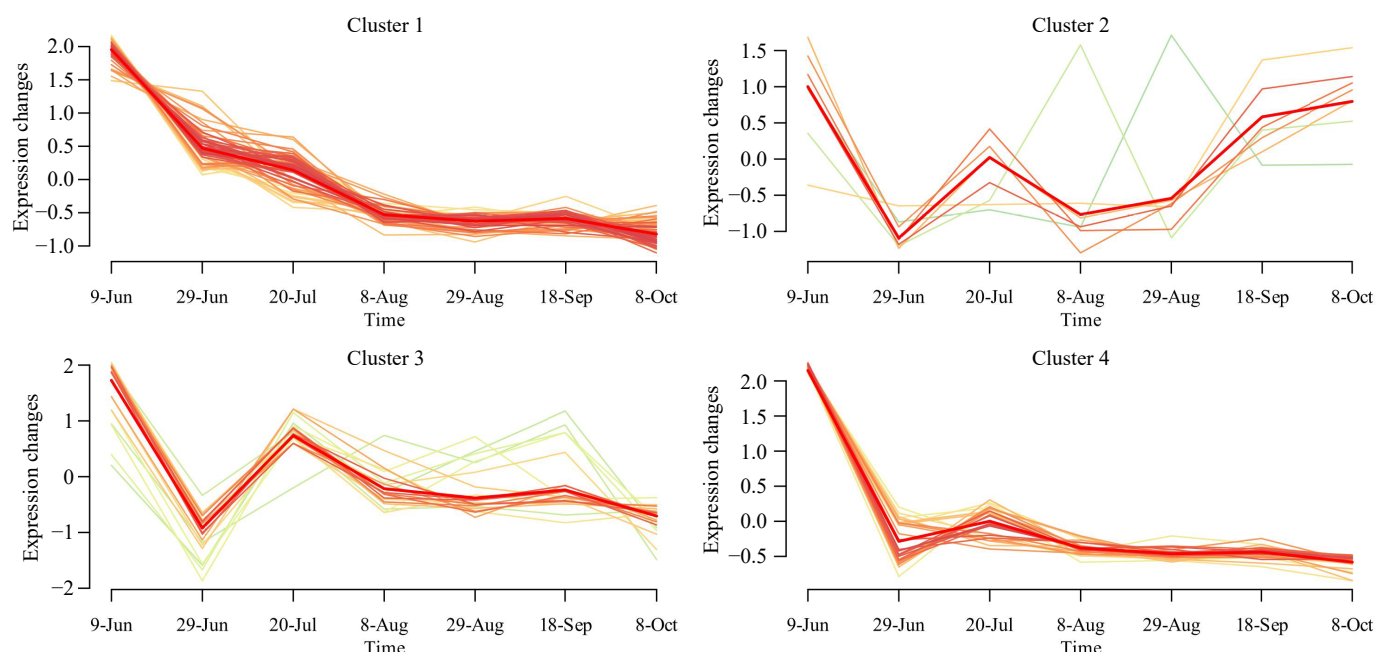 Cluster 1
Expression changes
2.0
1.5
1.0
0.5
0.0
−0.5
−1.0
9-Jun 29-Jun 20-Jul 8-Aug 29-Aug 18-Sep 8-Oct
Time
Cluster 2
Expression changes
1.5
1.0
0.5
0.0
−0.5
−1.0
9-Jun 29-Jun 20-Jul 8-Aug 29-Aug 18-Sep 8-Oct
Time
Cluster 3
Expression changes
2
1
0
−1
−2
9-Jun 29-Jun 20-Jul 8-Aug 29-Aug 18-Sep 8-Oct
Time
Cluster 4
Expression changes
2.0
1.5
1.0
0.5
0.0
−0.5
9-Jun 29-Jun 20-Jul 8-Aug 29-Aug 18-Sep 8-Oct
Time